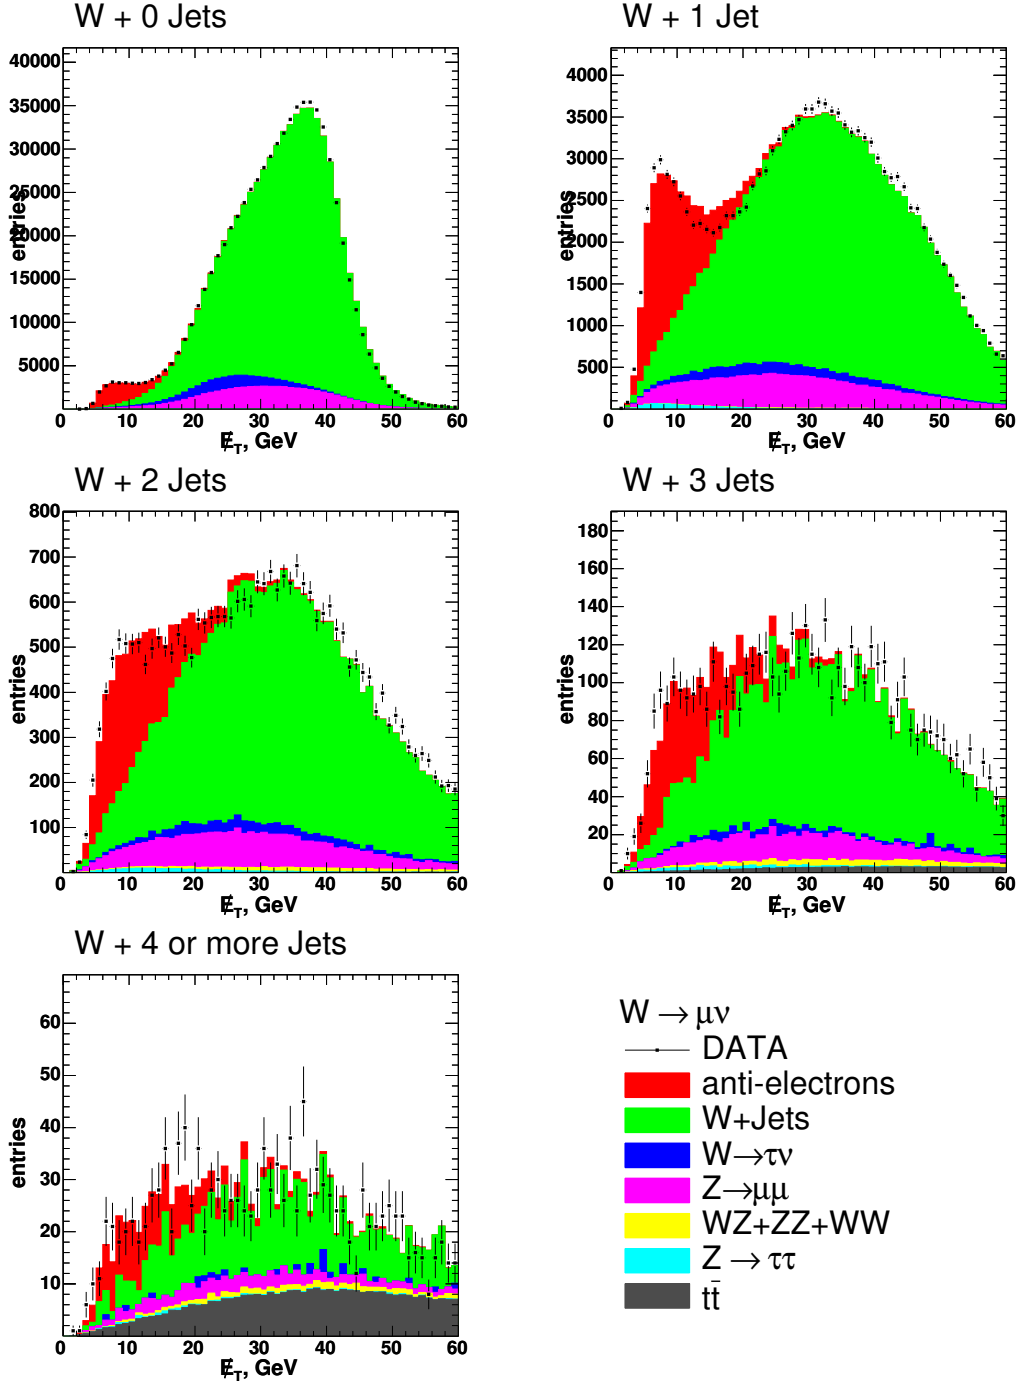 W + 0 Jets
40000
35000
30000
25000
20000
15000
10000
5000
entries
0 10 20 30 40 50 60
E̸_T, GeV
W + 1 Jet
4000
3500
3000
2500
2000
1500
1000
500
entries
0 10 20 30 40 50 60
E̸_T, GeV
W + 2 Jets
800
700
600
500
400
300
200
100
entries
0 10 20 30 40 50 60
E̸_T, GeV
W + 3 Jets
180
160
140
120
100
80
60
40
20
entries
0 10 20 30 40 50 60
E̸_T, GeV
W + 4 or more Jets
60
50
40
30
20
10
entries
0 10 20 30 40 50 60
E̸_T, GeV
W → μν
DATA
anti-electrons
W+Jets
W→τν
Z→μμ
WZ+ZZ+WW
Z → ττ
tt̄